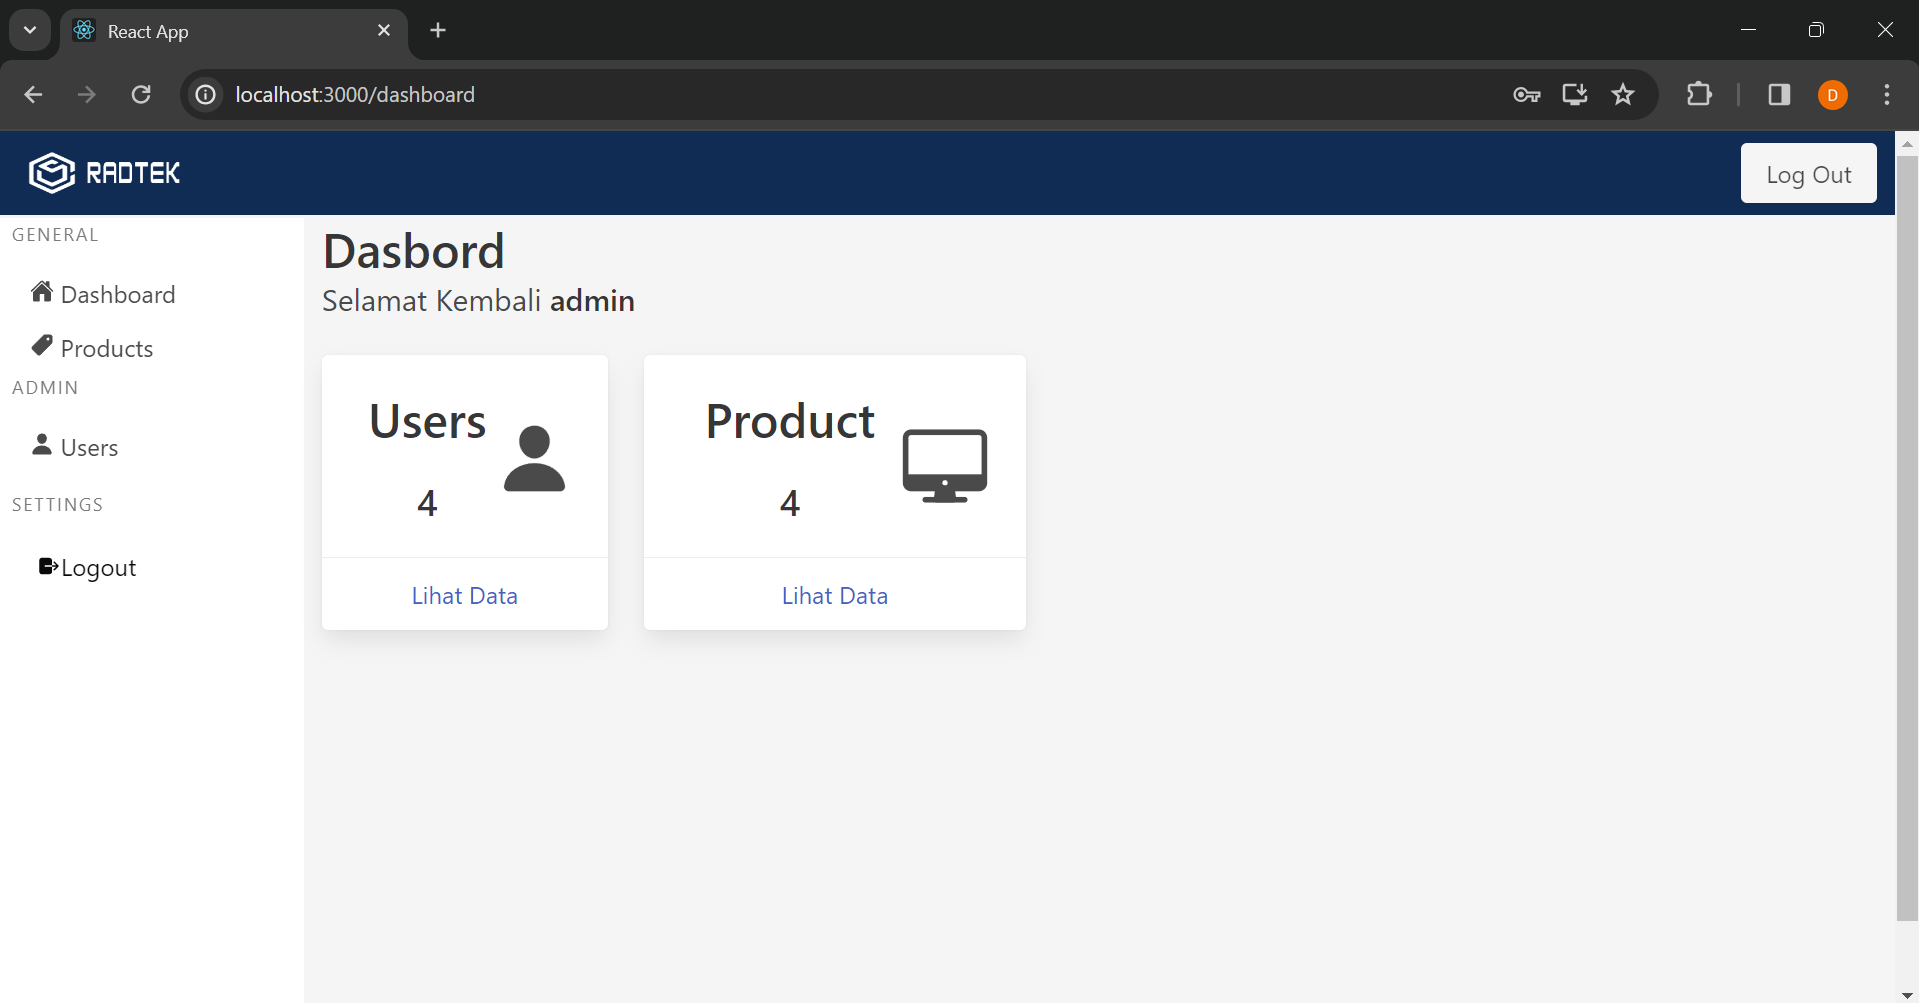 React App
localhost:3000/dashboard
D
RADTEK
Log Out
GENERAL
Dashboard
Products
ADMIN
Users
SETTINGS
Logout
Dasbord
Selamat Kembali admin
Users
4
Lihat Data
Product
4
Lihat Data